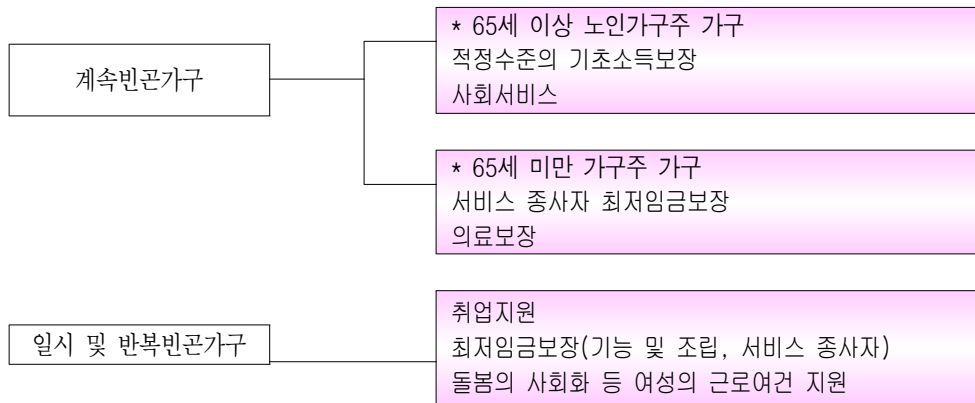 계속빈곤가구
* 65세 이상 노인가구주 가구
적정수준의 기초소득보장
사회서비스
* 65세 미만 가구주 가구
서비스 종사자 최저임금보장
의료보장
일시 및 반복빈곤가구
취업지원
최저임금보장(기능 및 조립, 서비스 종사자)
돌봄의 사회화 등 여성의 근로여건 지원